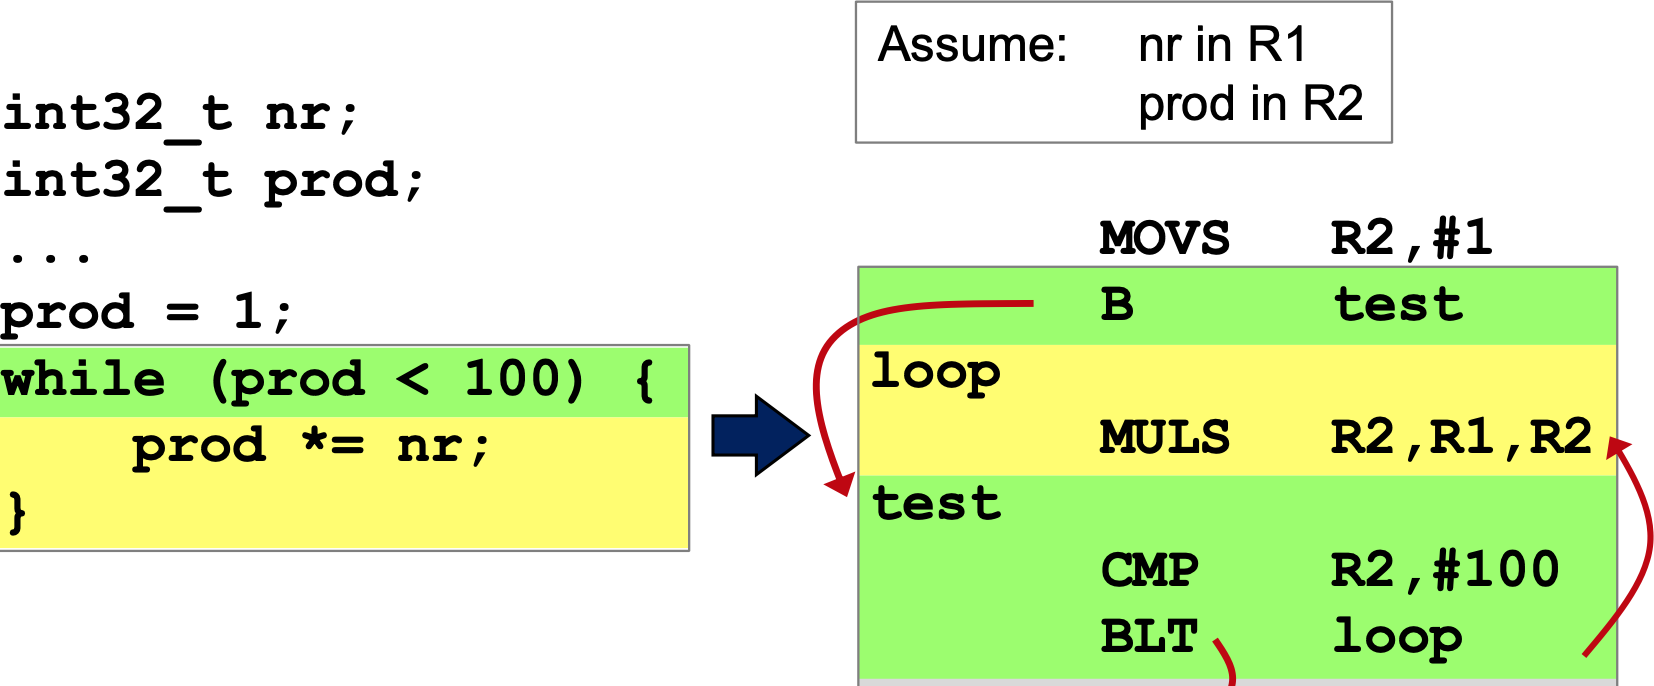 Assume: nr in R1
prod in R2
int32_t nr;
int32_t prod;
...
prod = 1;
while (prod < 100) {
prod *= nr;
}
MOVS R2,#1
B test
loop
MULS R2,R1,R2
test
CMP R2,#100
BLT loop